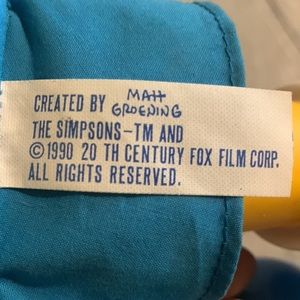 CREATED BY MATT
GROENING
THE SIMPSONS-TM AND
©1990 20 TH CENTURY FOX FILM CORP.
ALL RIGHTS RESERVED.